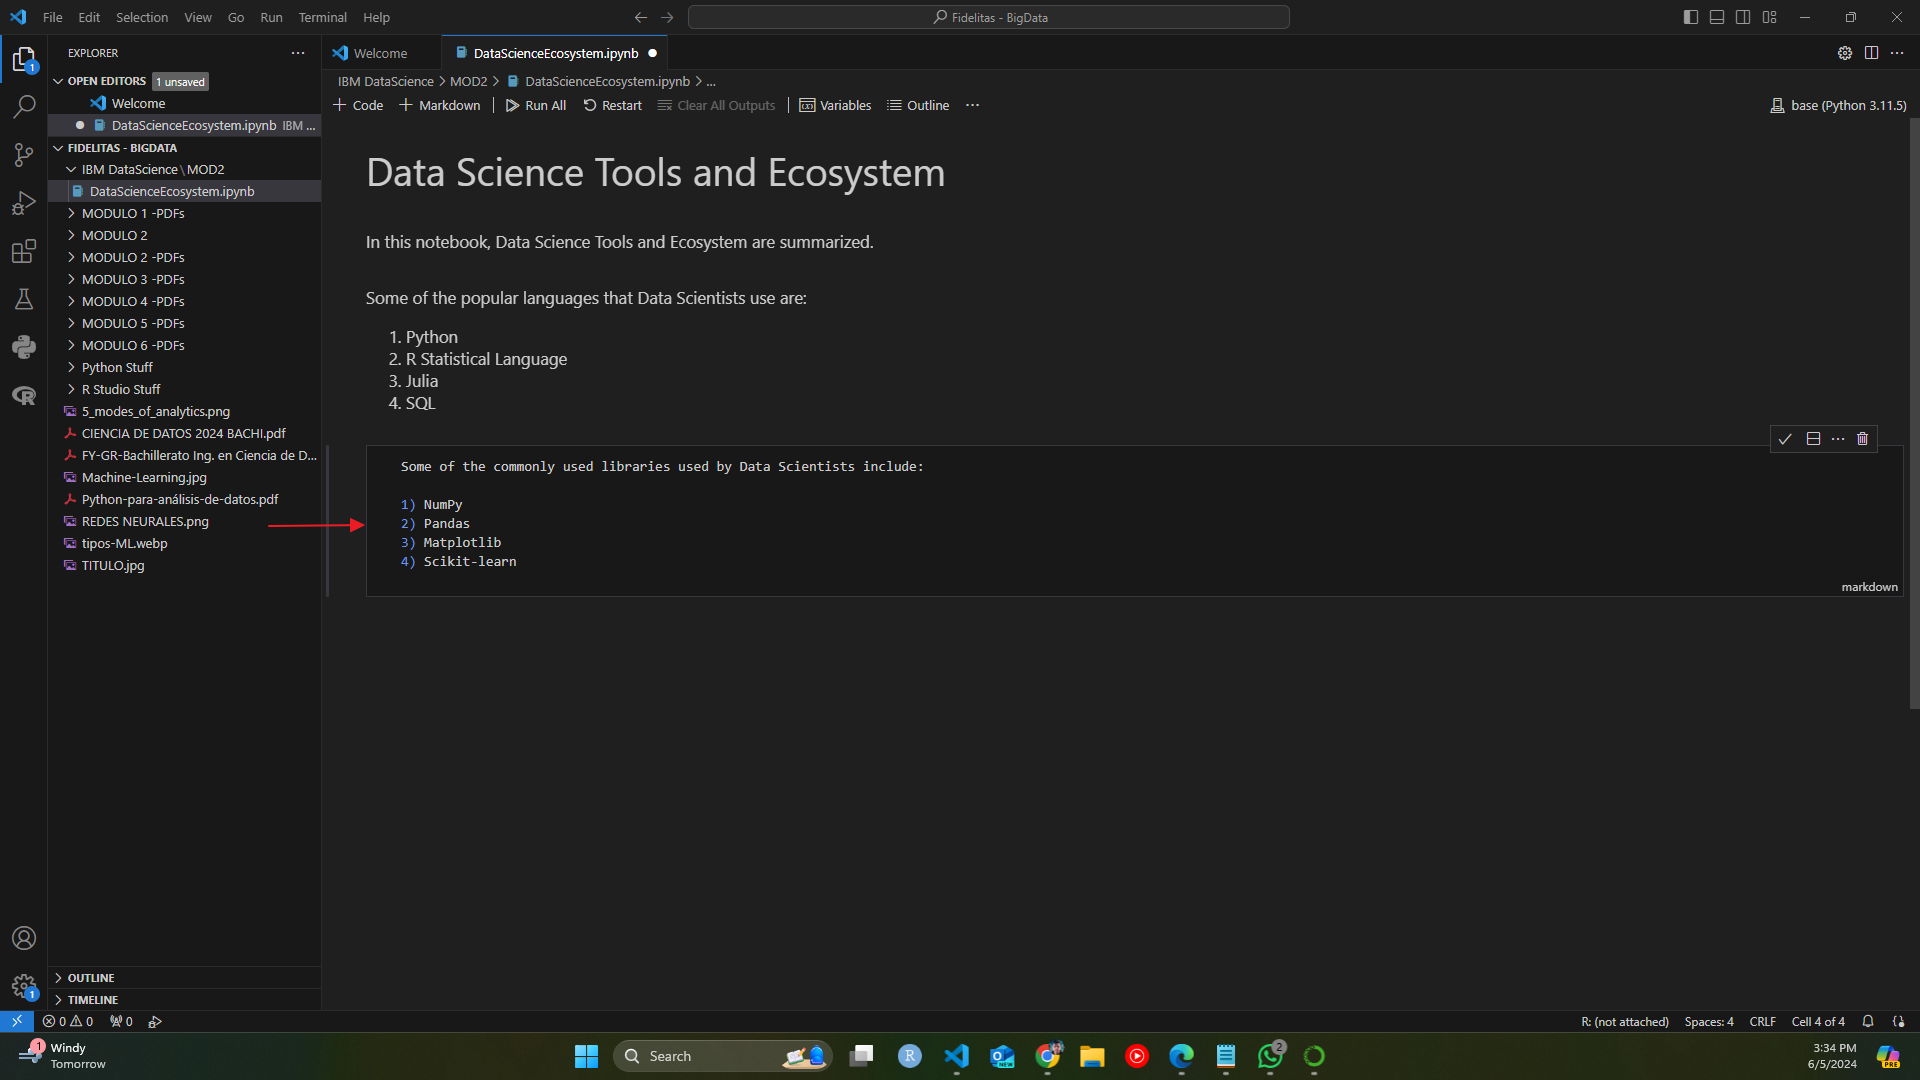 File Edit Selection View Go Run Terminal Help
Fidelitas - BigData
EXPLORER
OPEN EDITORS 1 unsaved
Welcome
DataScienceEcosystem.ipynb IBM ...
FIDELITAS - BIGDATA
IBM DataScience\MOD2
DataScienceEcosystem.ipynb
MODULO 1 -PDFs
MODULO 2
MODULO 2 -PDFs
MODULO 3 -PDFs
MODULO 4 -PDFs
MODULO 5 -PDFs
MODULO 6 -PDFs
Python Stuff
R Studio Stuff
5_modes_of_analytics.png
CIENCIA DE DATOS 2024 BACHI.pdf
FY-GR-Bachillerato Ing. en Ciencia de D...
Machine-Learning.jpg
Python-para-análisis-de-datos.pdf
REDES NEURALES.png
tipos-ML.webp
TITULO.jpg
OUTLINE
TIMELINE
1
1
Welcome DataScienceEcosystem.ipynb
IBM DataScience > MOD2 > DataScienceEcosystem.ipynb > ...
+ Code + Markdown Run All Restart Clear All Outputs Variables Outline ... base (Python 3.11.5)
Data Science Tools and Ecosystem
In this notebook, Data Science Tools and Ecosystem are summarized.
Some of the popular languages that Data Scientists use are:
1. Python
2. R Statistical Language
3. Julia
4. SQL
Some of the commonly used libraries used by Data Scientists include:
1) NumPy
2) Pandas
3) Matplotlib
4) Scikit-learn
markdown
0 0 0
R: (not attached) Spaces: 4 CRLF Cell 4 of 4
1 Windy
Tomorrow
Search
R
NEW
2
3:34 PM
6/5/2024
PRE